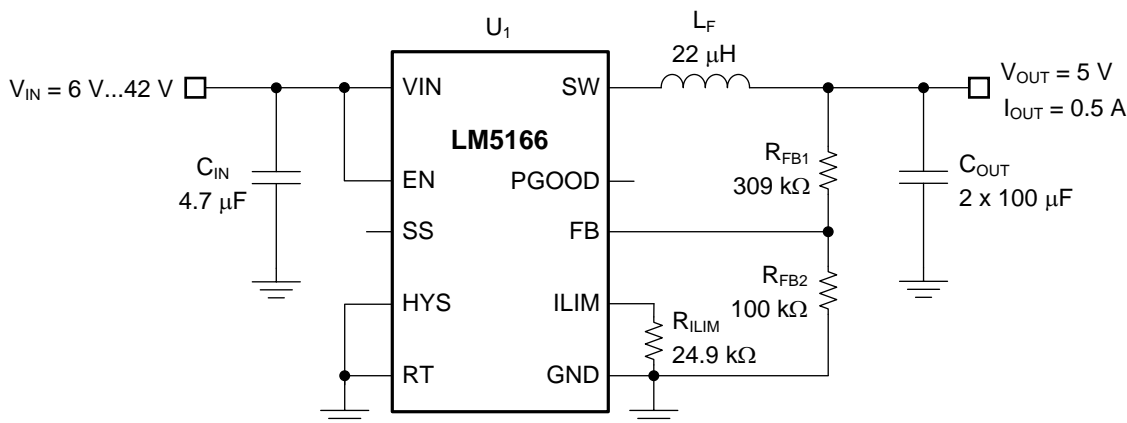 U1
LF
22 μH
VIN = 6 V...42 V
VOUT = 5 V
IOUT = 0.5 A
CIN
4.7 μF
VIN
SW
LM5166
EN
PGOOD
SS
FB
HYS
ILIM
RT
GND
RFB1
309 kΩ
COUT
2 x 100 μF
RFB2
100 kΩ
RILIM
24.9 kΩ